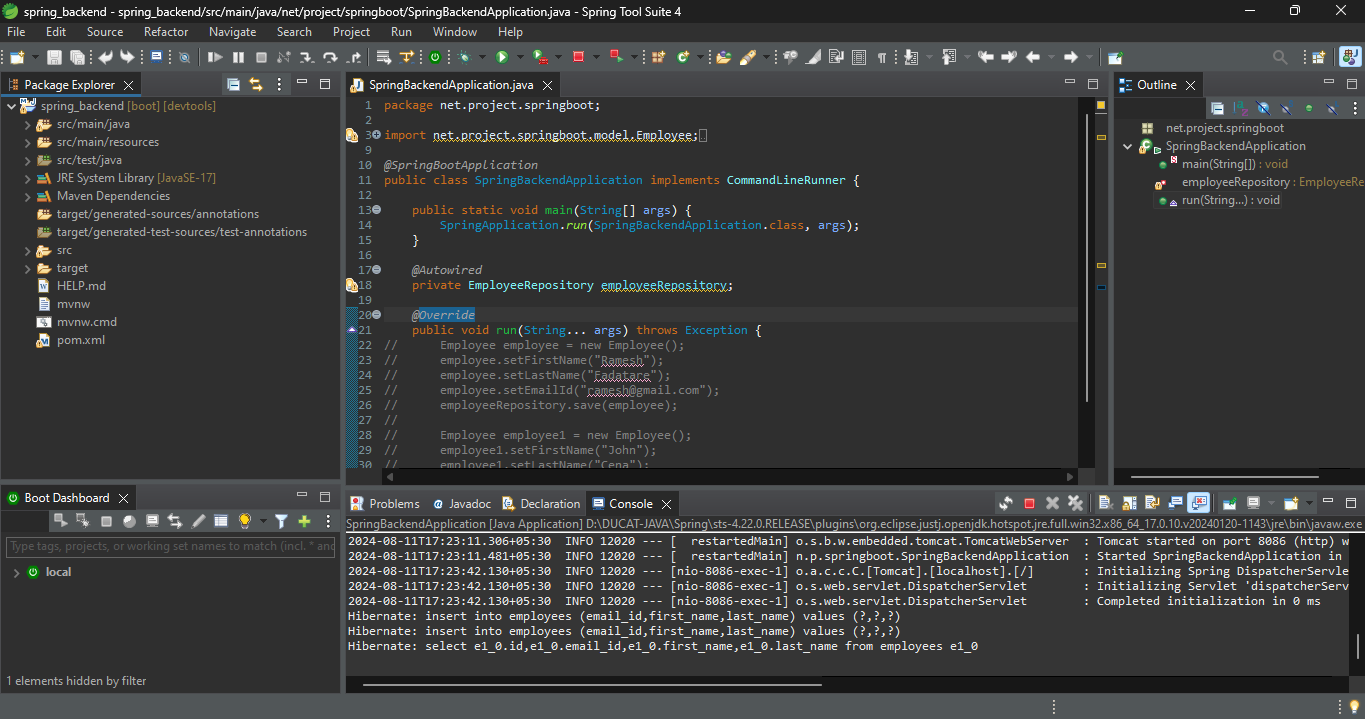 spring_backend - spring_backend/src/main/java/net/project/springboot/SpringBackendApplication.java - Spring Tool Suite 4
File Edit Source Refactor Navigate Search Project Run Window Help
Package Explorer
spring_backend [boot] [devtools]
src/main/java
src/main/resources
src/test/java
JRE System Library [JavaSE-17]
Maven Dependencies
target/generated-sources/annotations
target/generated-test-sources/test-annotations
src
target
HELP.md
mvnw
mvnw.cmd
pom.xml
SpringBackendApplication.java
1 package net.project.springboot;
2
3 import net.project.springboot.model.Employee;
9
10 @SpringBootApplication
11 public class SpringBackendApplication implements CommandLineRunner {
12
13 public static void main(String[] args) {
14 SpringApplication.run(SpringBackendApplication.class, args);
15 }
16
17 @Autowired
18 private EmployeeRepository employeeRepository;
19
20 @Override
21 public void run(String... args) throws Exception {
22 // Employee employee = new Employee();
23 // employee.setFirstName("Ramesh");
24 // employee.setLastName("Fadatare");
25 // employee.setEmailId("ramesh@gmail.com");
26 // employeeRepository.save(employee);
27 //
28 // Employee employee1 = new Employee();
29 // employee1.setFirstName("John");
30 // employee1.setLastName("Cena");
Outline
net.project.springboot
SpringBackendApplication
main(String[]) : void
employeeRepository : EmployeeRe
run(String...) : void
Boot Dashboard
Type tags, projects, or working set names to match (incl. * and
local
1 elements hidden by filter
Problems Javadoc Declaration Console
SpringBackendApplication [Java Application] D:\DUCAT-JAVA\Spring\sts-4.22.0.RELEASE\plugins\org.eclipse.justj.openjdk.hotspot.jre.full.win32.x86_64_17.0.10.v20240120-1143\jre\bin\javaw.exe
2024-08-11T17:23:11.306+05:30 INFO 12020 --- [ restartedMain] o.s.b.w.embedded.tomcat.TomcatWebServer : Tomcat started on port 8086 (http) w
2024-08-11T17:23:11.481+05:30 INFO 12020 --- [ restartedMain] n.p.springboot.SpringBackendApplication : Started SpringBackendApplication in
2024-08-11T17:23:42.130+05:30 INFO 12020 --- [nio-8086-exec-1] o.a.c.c.C.[Tomcat].[localhost].[/] : Initializing Spring DispatcherServle
2024-08-11T17:23:42.130+05:30 INFO 12020 --- [nio-8086-exec-1] o.s.web.servlet.DispatcherServlet : Initializing Servlet 'dispatcherServ
2024-08-11T17:23:42.130+05:30 INFO 12020 --- [nio-8086-exec-1] o.s.web.servlet.DispatcherServlet : Completed initialization in 0 ms
Hibernate: insert into employees (email_id,first_name,last_name) values (?,?,?)
Hibernate: insert into employees (email_id,first_name,last_name) values (?,?,?)
Hibernate: select e1_0.id,e1_0.email_id,e1_0.first_name,e1_0.last_name from employees e1_0